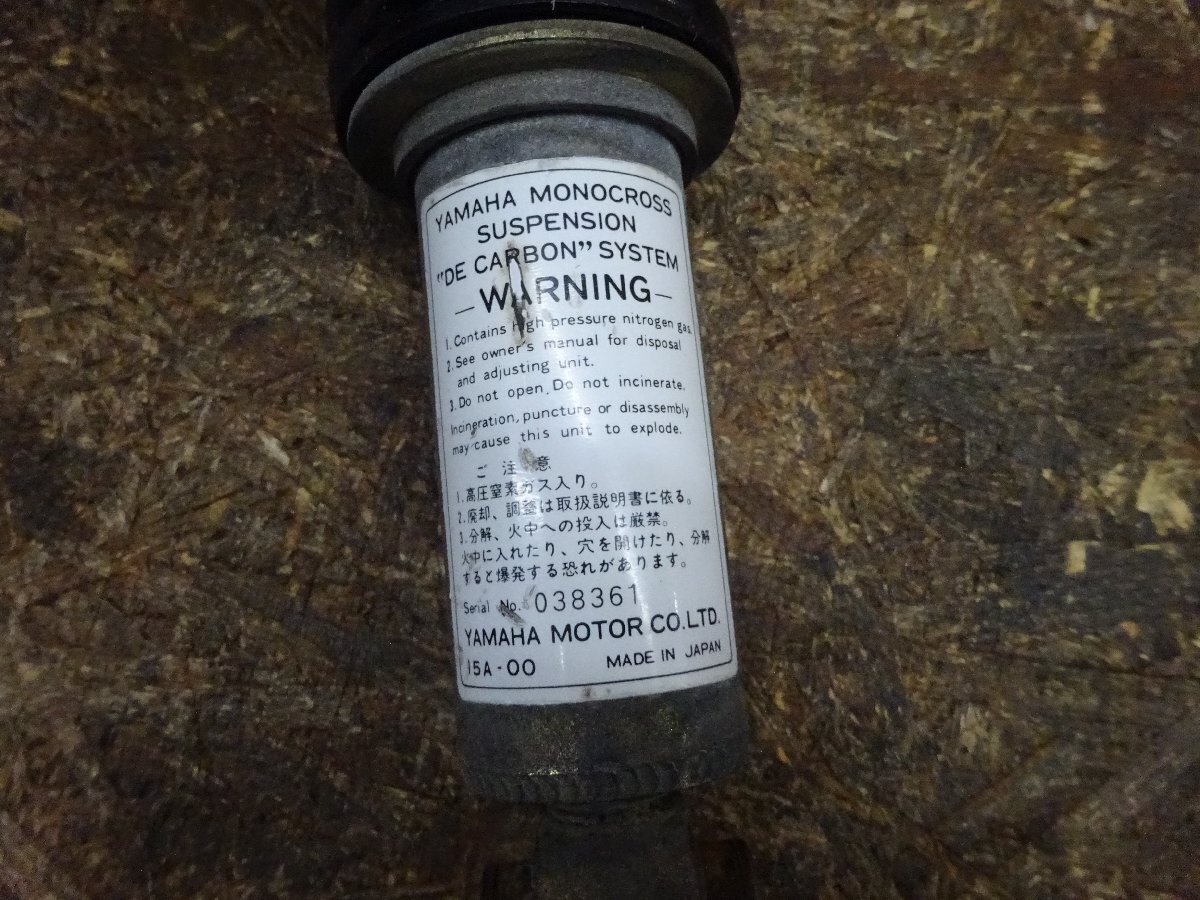 YAMAHA MONOCROSS
SUSPENSION
"DE CARBON" SYSTEM
—WARNING—
1. Contains high pressure nitrogen gas.
2. See owner's manual for disposal
and adjusting unit.
3. Do not open. Do not incinerate.
Incineration, puncture or disassembly
may cause this unit to explode.
ご注意
1. 高圧窒素ガス入り。
2. 廃却、調整は取扱説明書に依る。
3. 分解、火中への投入は厳禁。
火中に入れたり、穴を開けたり、分解
すると爆発する恐れがあります。
Serial No. 038361
YAMAHA MOTOR CO.LTD.
15A-00 MADE IN JAPAN